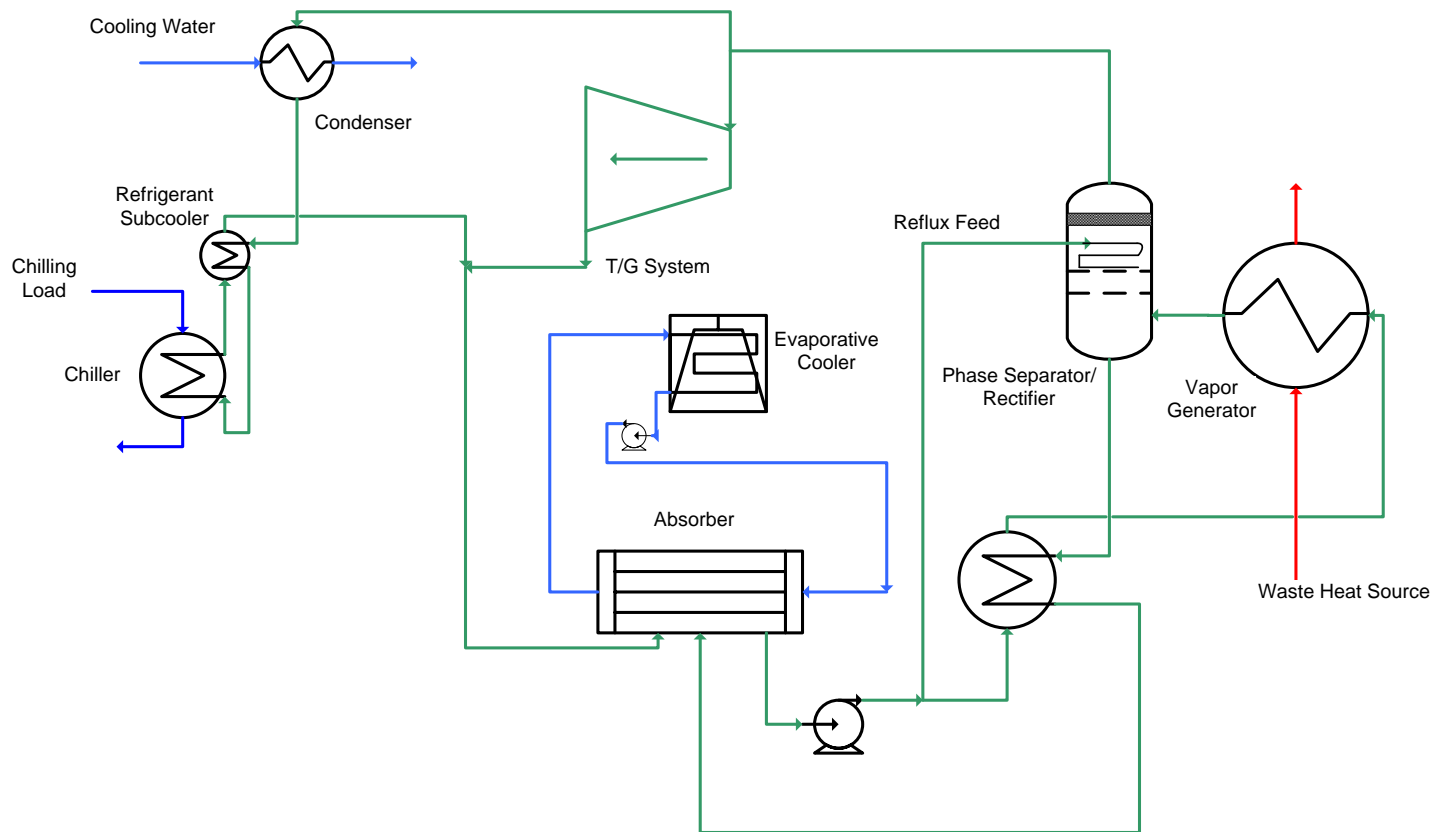 Cooling Water
Condenser
Refrigerant
Subcooler
Chilling
Load
Chiller
T/G System
Evaporative
Cooler
Absorber
Reflux Feed
Phase Separator/
Rectifier
Vapor
Generator
Waste Heat Source